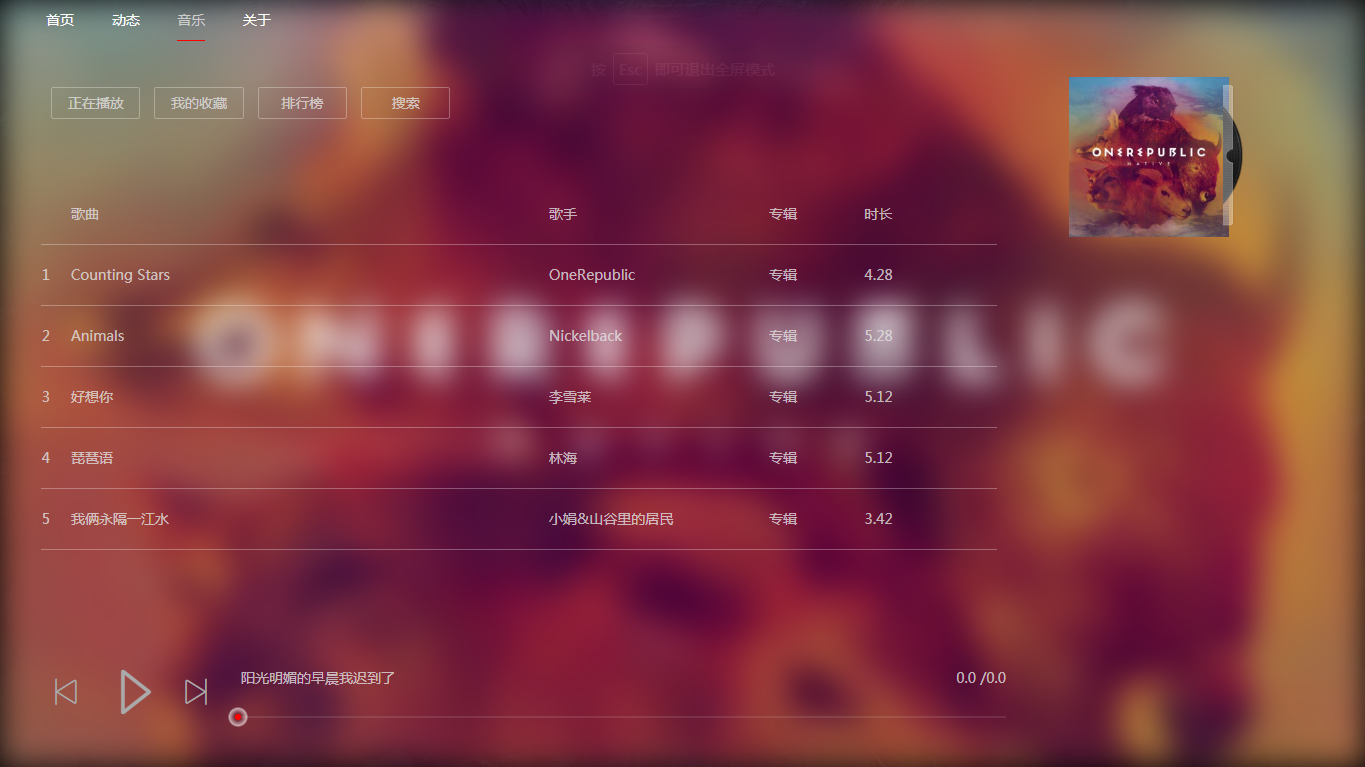 首页 动态 音乐 关于
按 Esc 即可退出全屏模式
正在播放 我的收藏 排行榜 搜索
ONEREPUBLIC
NATIVE
歌曲 歌手 专辑 时长
1 Counting Stars OneRepublic 专辑 4.28
2 Animals Nickelback 专辑 5.28
ONEREPUBLIC
3 好想你 李雪莱 专辑 5.12
4 琵琶语 林海 专辑 5.12
5 我俩永隔一江水 小娟&山谷里的居民 专辑 3.42
阳光明媚的早晨我迟到了 0.0 /0.0